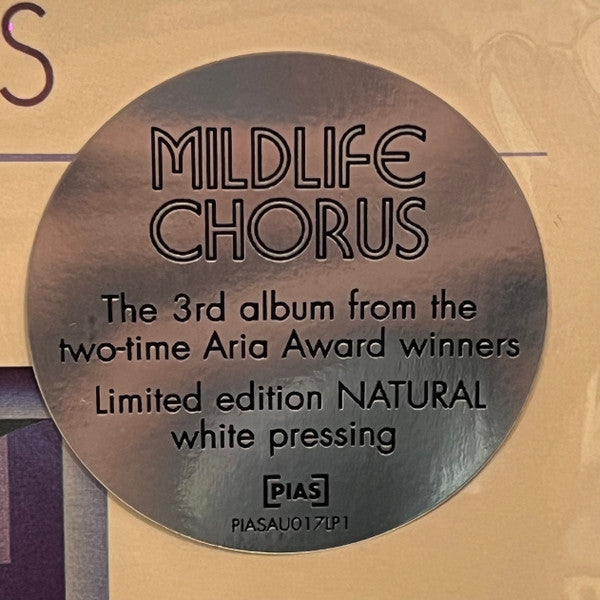 S
MILDLIFE
CHORUS
The 3rd album from the
two-time Aria Award winners
Limited edition NATURAL
white pressing
[PIAS]
PIASAU017LP1